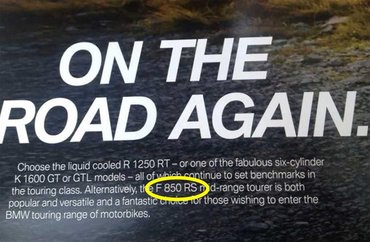 ON THE
ROAD AGAIN.
Choose the liquid cooled R 1250 RT – or one of the fabulous six-cylinder
K 1600 GT or GTL models – all of which continue to set benchmarks in
the touring class. Alternatively, the F 850 RS mid-range tourer is both
popular and versatile and a fantastic choice for those wishing to enter the
BMW touring range of motorbikes.